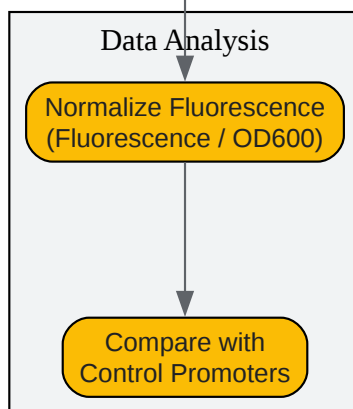 Data Analysis
Normalize Fluorescence
(Fluorescence / OD600)
Compare with
Control Promoters